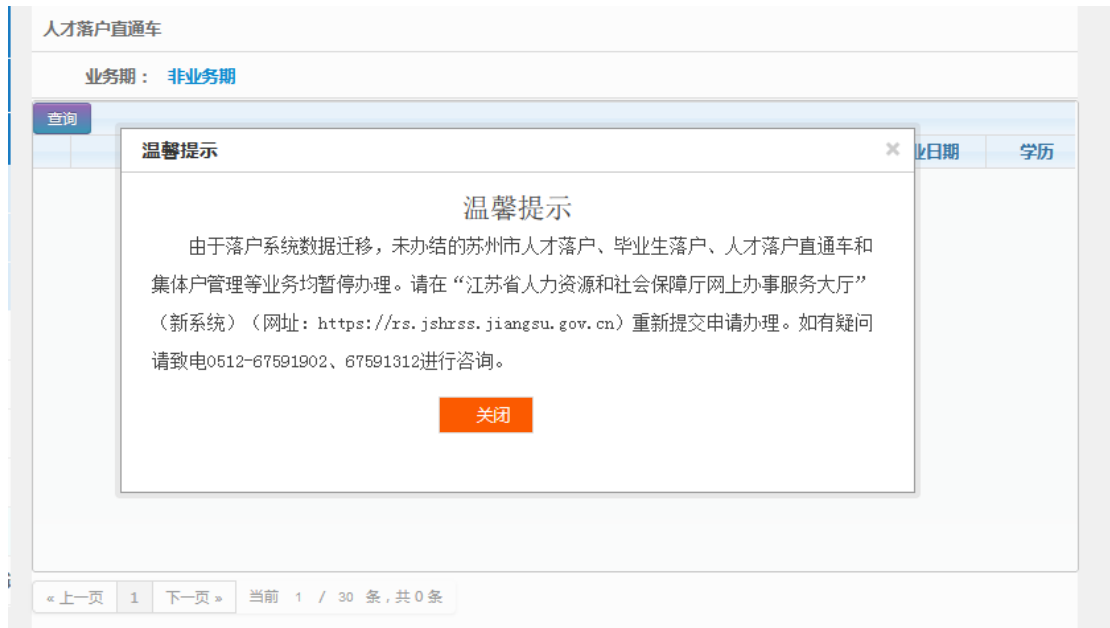 人才落户直通车
业务期： 非业务期
查询
温馨提示 ×
业日期 学历
温馨提示
由于落户系统数据迁移，未办结的苏州市人才落户、毕业生落户、人才落户直通车和
集体户管理等业务均暂停办理。请在“江苏省人力资源和社会保障厅网上办事服务大厅”
（新系统）（网址：https://rs.jshrss.jiangsu.gov.cn）重新提交申请办理。如有疑问
请致电0512-67591902、67591312进行咨询。
关闭
« 上一页 1 下一页 » 当前 1 / 30 条，共0条